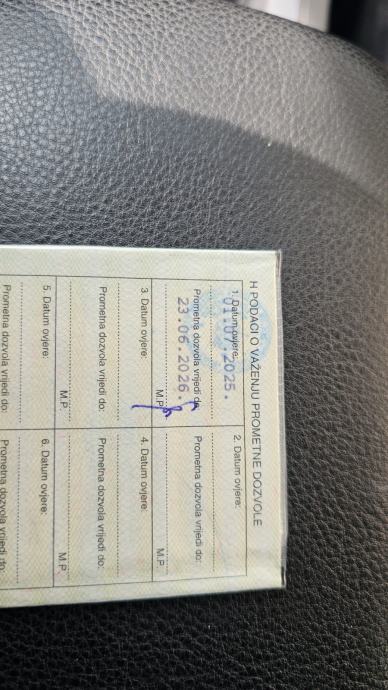 H PODACI O VAŽENJU PROMETNE DOZVOLE
1. Datum ovjere:
01.07.2025.
Prometna dozvola vrijedi do:
23.06.2026.
M.P.
2. Datum ovjere:
Prometna dozvola vrijedi do:
M.P.
3. Datum ovjere:
Prometna dozvola vrijedi do:
M.P.
4. Datum ovjere:
Prometna dozvola vrijedi do:
M.P.
5. Datum ovjere:
Prometna dozvola vrijedi do:
6. Datum ovjere:
Prometna dozvola vrijedi do: